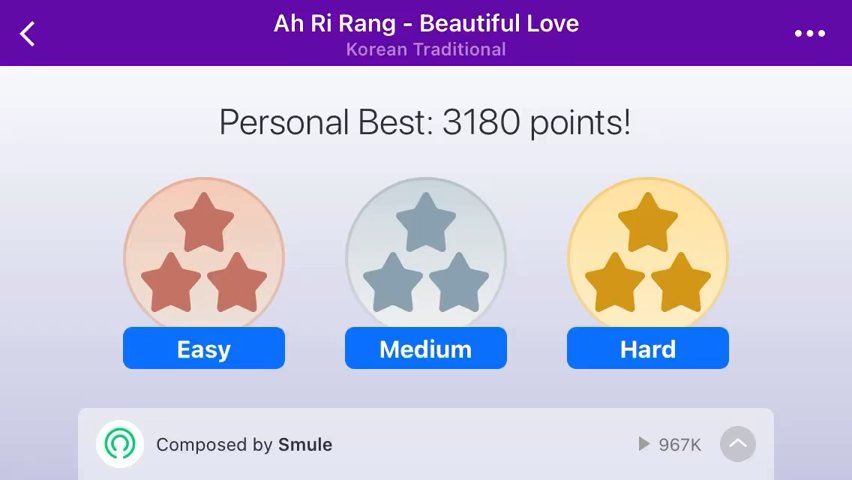 Ah Ri Rang - Beautiful Love
Korean Traditional
Personal Best: 3180 points!
Easy
Medium
Hard
Composed by Smule
967K